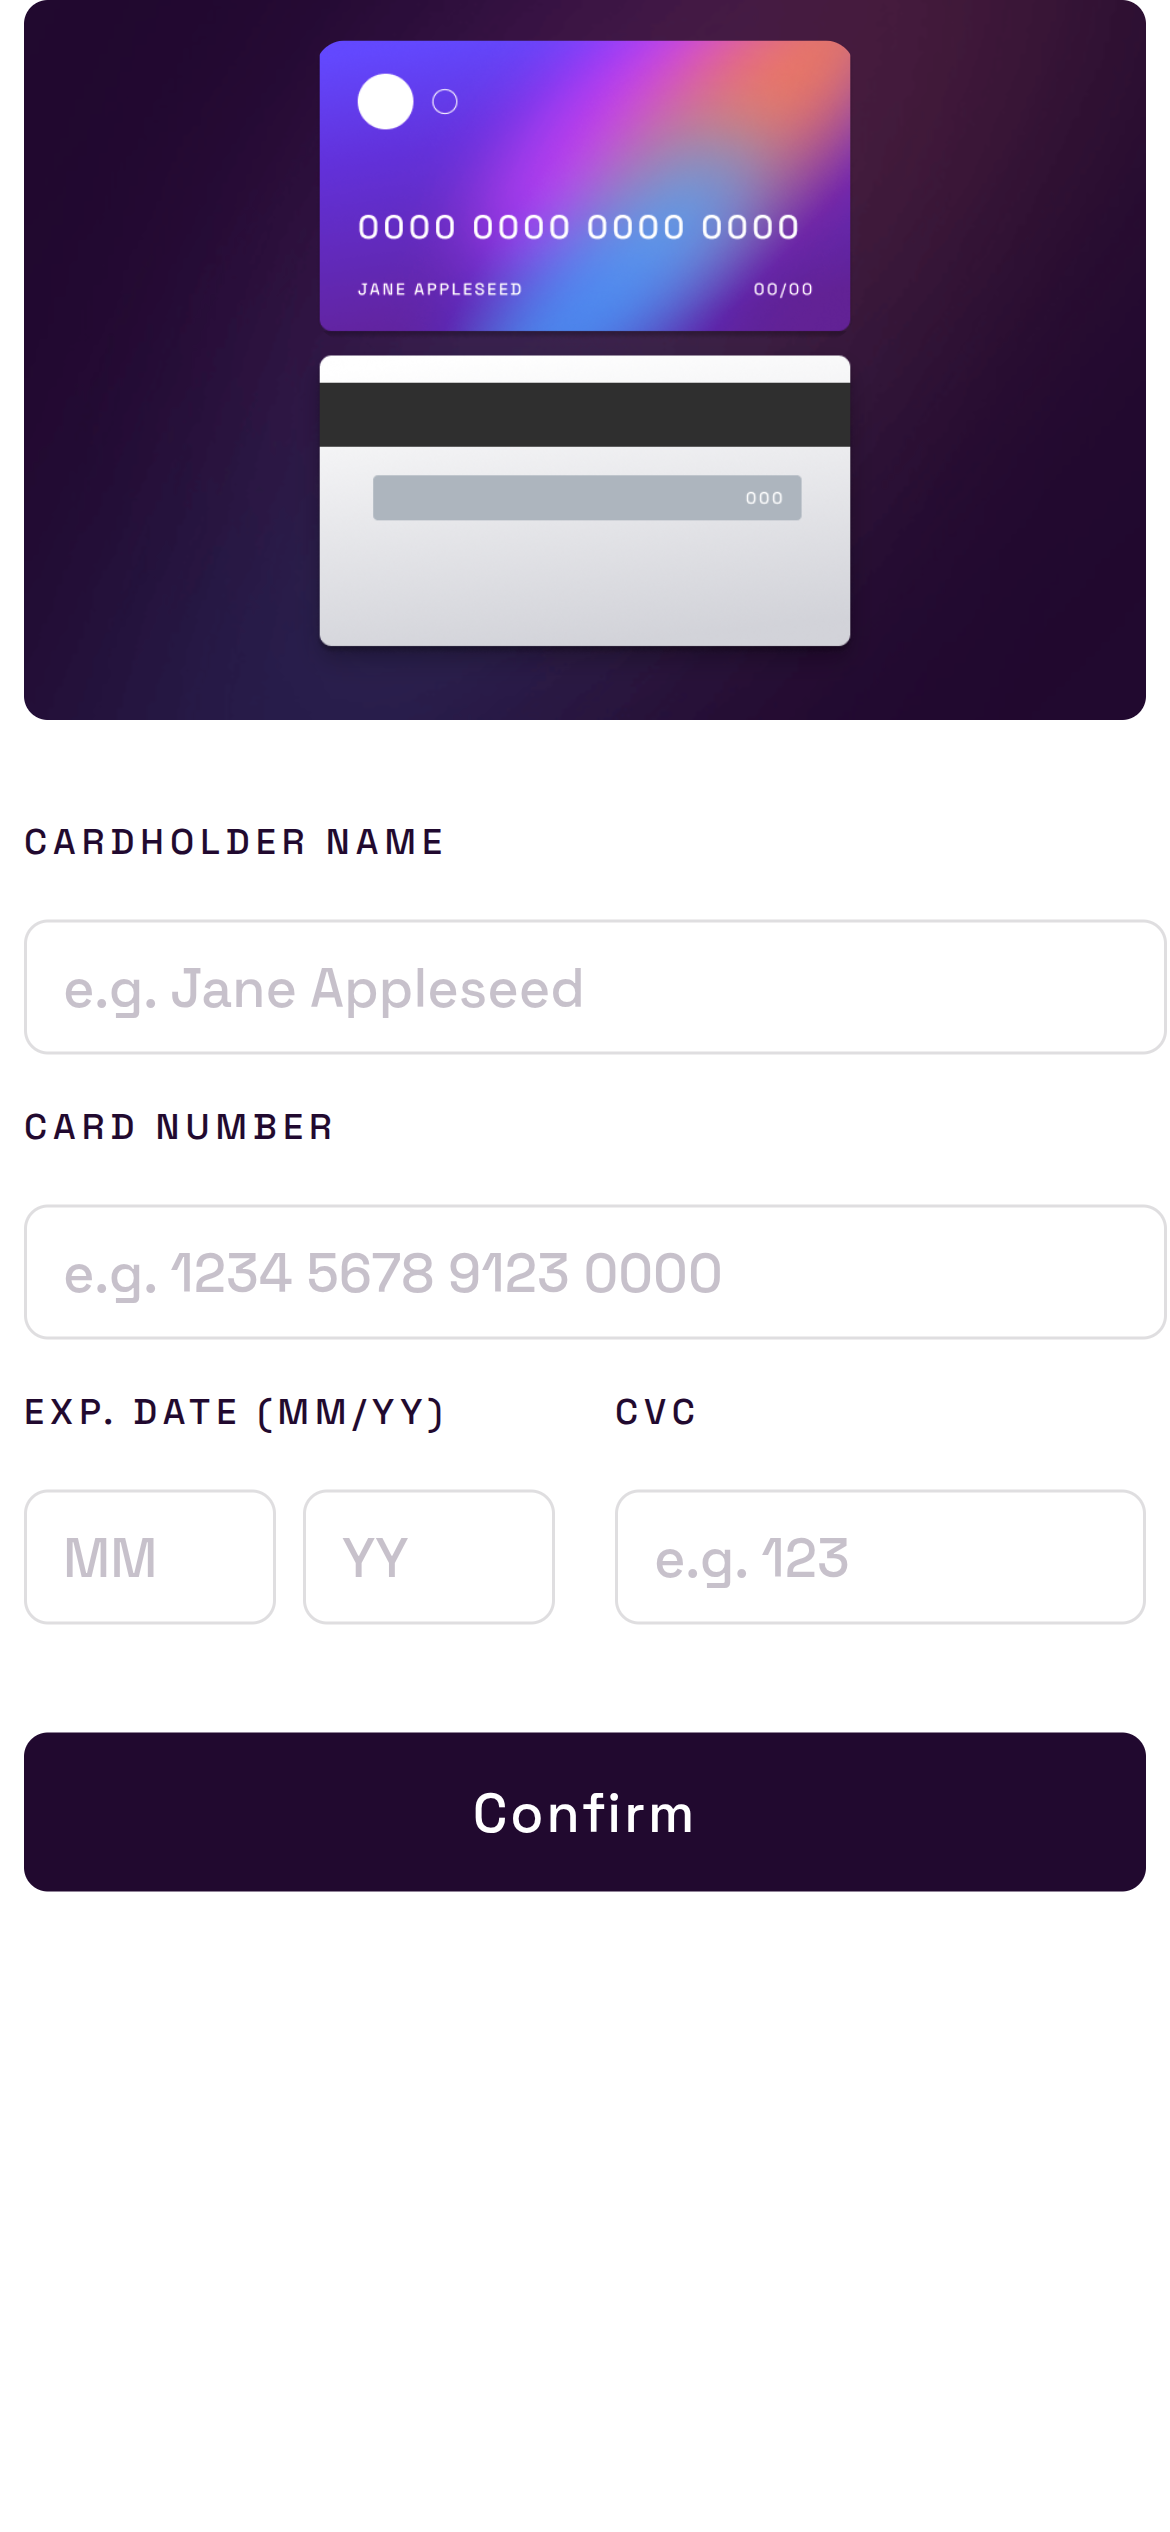 0000 0000 0000 0000
JANE APPLESEED 00/00
000
CARDHOLDER NAME
e.g. Jane Appleseed
CARD NUMBER
e.g. 1234 5678 9123 0000
EXP. DATE (MM/YY) CVC
MM YY e.g. 123
Confirm